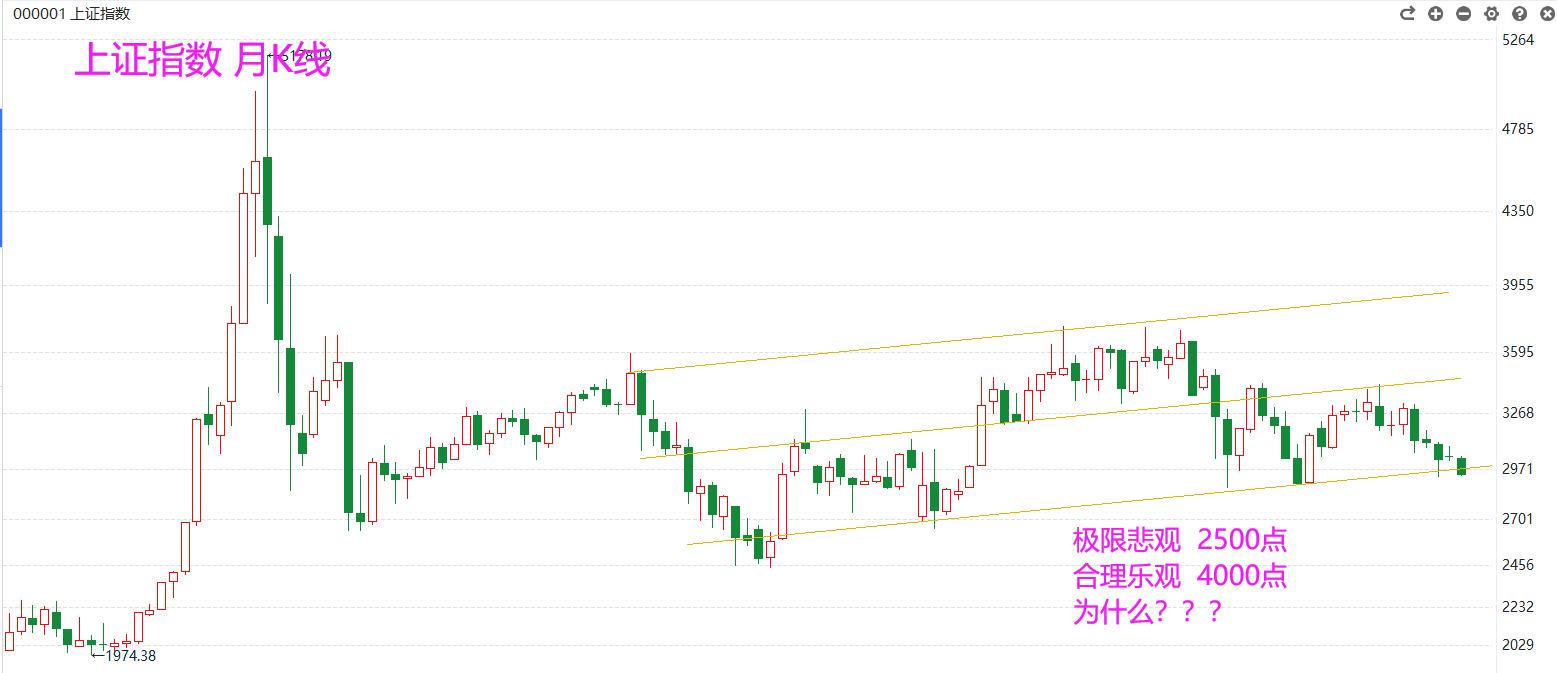 000001 上证指数
上证指数 月K线
←5178.19
5264
4785
4350
3955
3595
3268
2971
2701
2456
2232
2029
极限悲观 2500点
合理乐观 4000点
为什么？？？
←1974.38